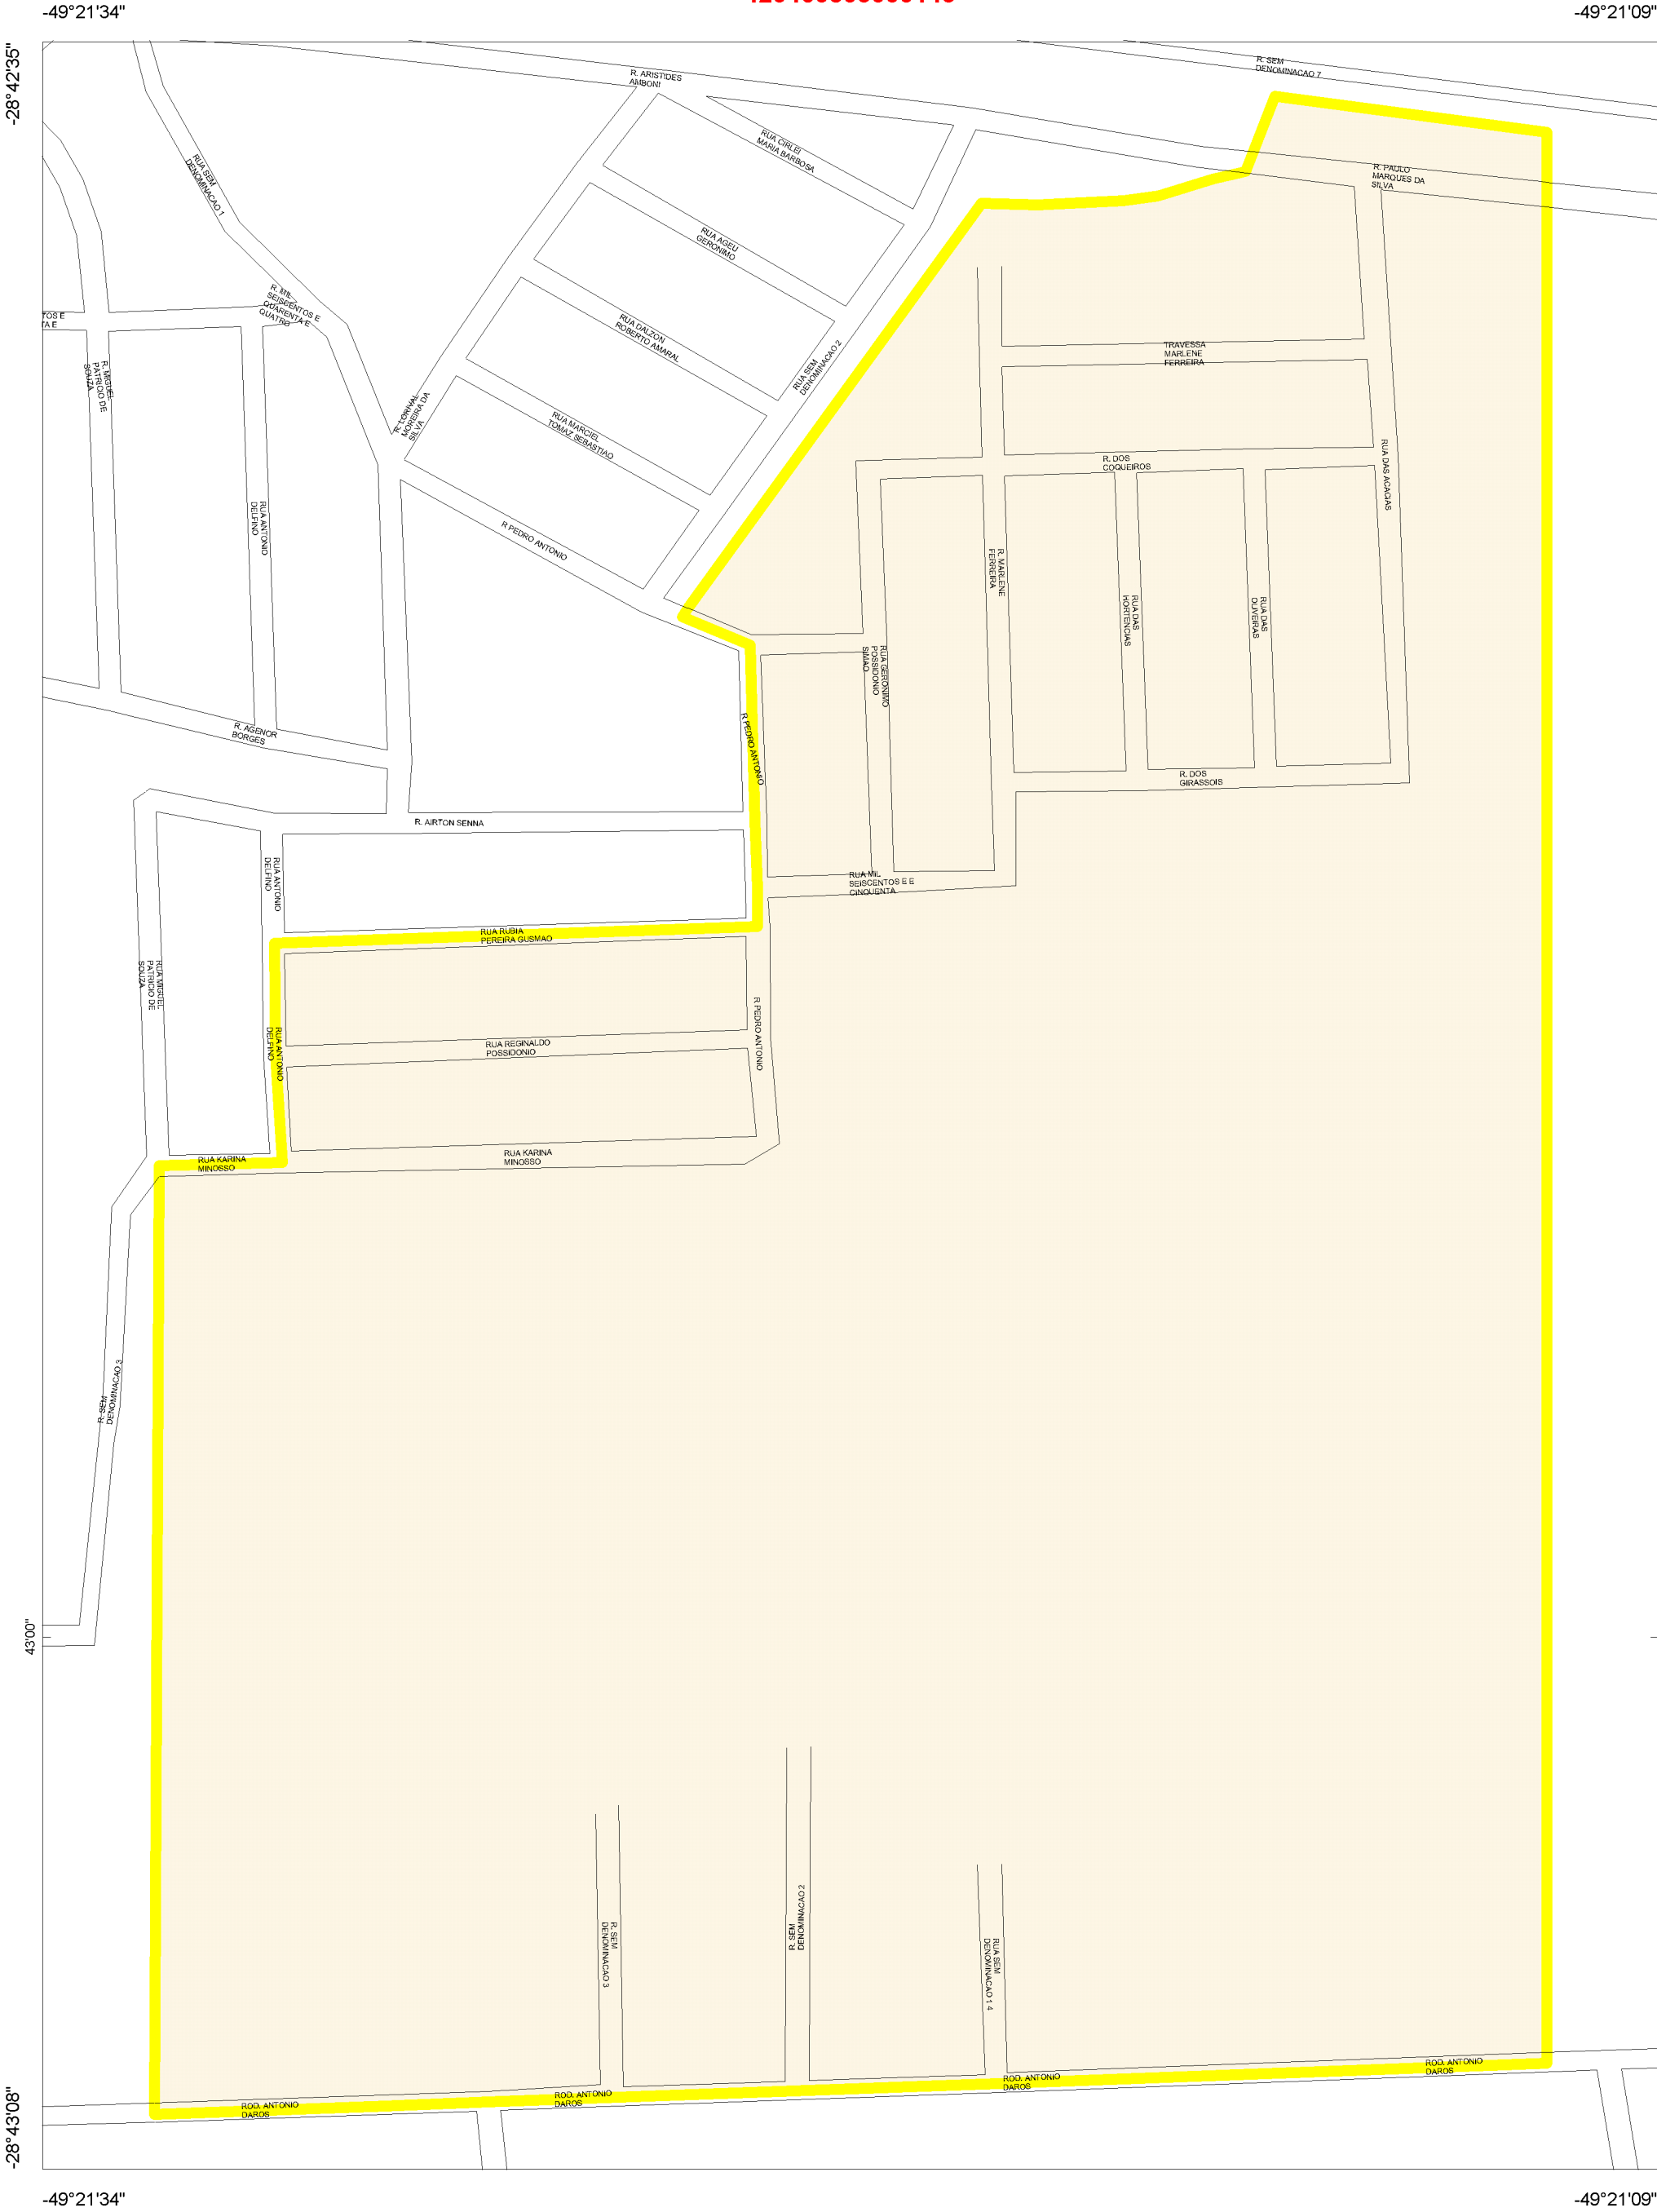 -49°21'34"
-49°21'09"
-28°42'35"
R. SEM
DENOMINACAO 7
R. ARISTIDES
AMBONI
RUA CIRLEI
MARIA BARBOSA
RUA SEM
DENOMINACAO 1
R. PAULO
MARQUES DA
SILVA
RUA AGEU
GERONIMO
R. MIL
SEISCENTOS E
QUARENTA E
QUATRO
TOS E
TA E
RUA DALZON
ROBERTO AMARAL
RUA SEM
DENOMINACAO 2
TRAVESSA
MARLENE
FERREIRA
R. MIGUEL
PATRICIO DE
SOUZA
R. LORIVAL
MOREIRA DA
SILVA
RUA MARCIEL
TOMAZ SEBASTIAO
R. DOS
COQUEIROS
RUA DAS ACACIAS
RUA ANTONIO
DELFINO
R PEDRO ANTONIO
R. MARLENE
FERREIRA
RUA DAS
HORTENCIAS
RUA DAS
OLIVEIRAS
RUA GERONIMO
POSSIDONIO
SIMAO
R. AGENOR
BORGES
R PEDRO ANTONIO
R. DOS
GIRASSOIS
R. AIRTON SENNA
RUA ANTONIO
DELFINO
RUA MIL
SEISCENTOS E E
CINQUENTA
RUA RUBIA
PEREIRA GUSMAO
RUA MIGUEL
PATRICIO DE
SOUZA
R PEDRO ANTONIO
RUA ANTONIO
DELFINO
RUA REGINALDO
POSSIDONIO
RUA KARINA
MINOSSO
RUA KARINA
MINOSSO
R. SEM
DENOMINACAO 3
43'00"
R. SEM
DENOMINACAO 3
R. SEM
DENOMINACAO 2
RUA SEM
DENOMINACAO 1 4
ROD. ANTONIO
DAROS
ROD. ANTONIO
DAROS
ROD. ANTONIO
DAROS
ROD. ANTONIO
DAROS
-28°43'08"
-49°21'34"
-49°21'09"